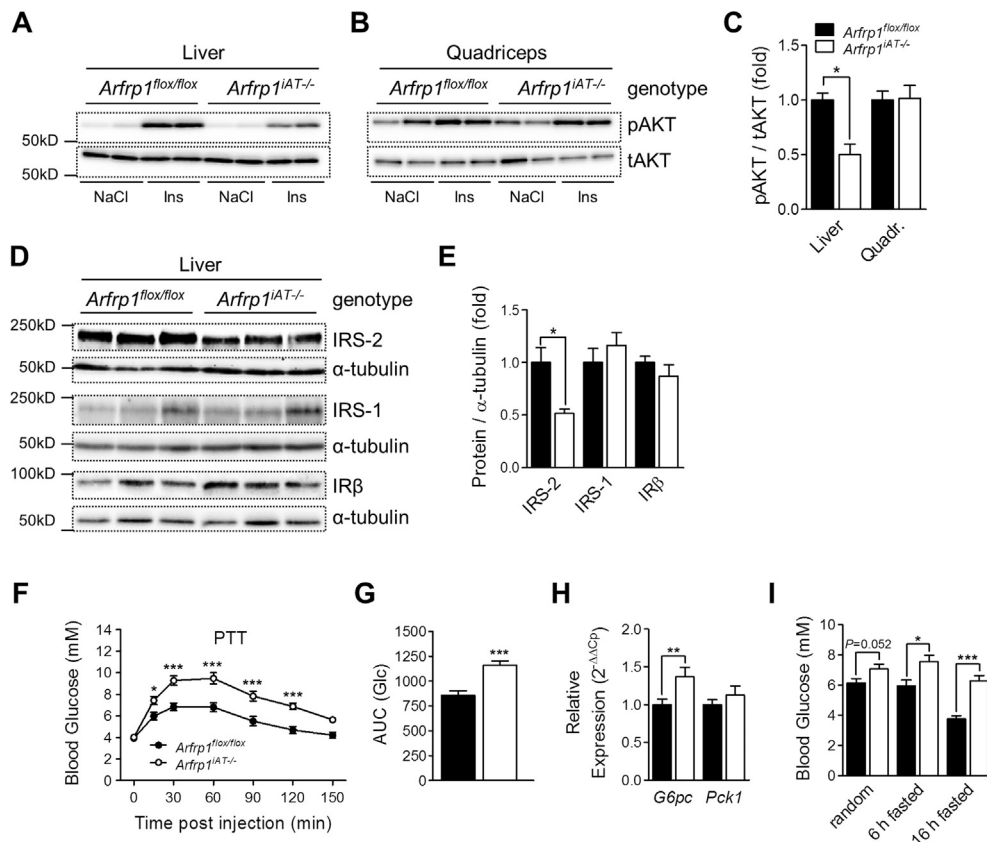 A
Liver
Arfrp1flox/flox Arfrp1iAT-/-
50kD
50kD
NaCl Ins NaCl Ins
B
Quadriceps
Arfrp1flox/flox Arfrp1iAT-/- genotype
pAKT
tAKT
NaCl Ins NaCl Ins
C
Arfrp1flox/flox
Arfrp1iAT-/-
pAKT / tAKT (fold)
1.5
1.0
0.5
0.0
*
Liver Quadr.
D
Liver
Arfrp1flox/flox Arfrp1iAT-/- genotype
250kD IRS-2
50kD α-tubulin
250kD IRS-1
50kD α-tubulin
100kD IRβ
50kD α-tubulin
E
Protein / α-tubulin (fold)
1.5
1.0
0.5
0.0
*
IRS-2 IRS-1 IRβ
F
PTT
Blood Glucose (mM)
12
10
8
6
4
2
* *** *** *** ***
Arfrp1flox/flox
Arfrp1iAT-/-
0 30 60 90 120 150
Time post injection (min)
G
AUC (Glc)
1500
1250
1000
750
500
250
0
***
H
Relative
Expression (2-ΔΔCp)
2.0
1.5
1.0
0.5
0.0
**
G6pc Pck1
I
Blood Glucose (mM)
10
8
6
4
2
0
P=0.052 * ***
random 6 h fasted 16 h fasted